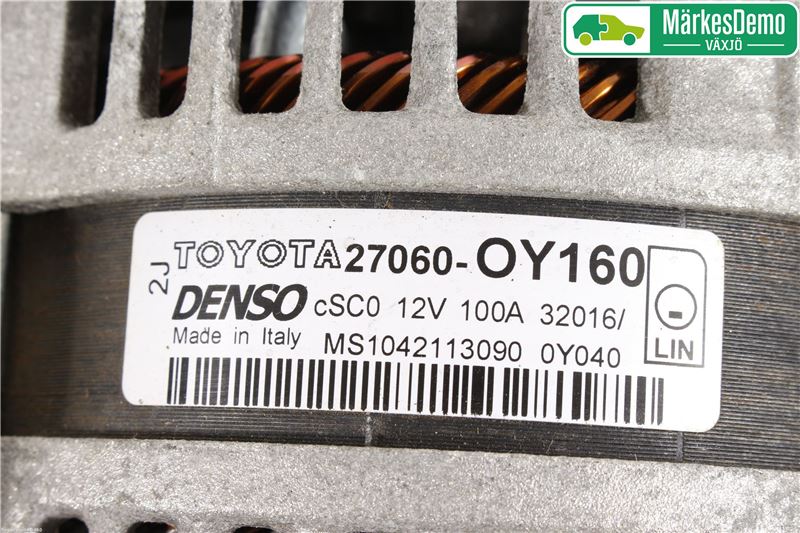 MärkesDemo
VÄXJÖ
2J
TOYOTA 27060-OY160
DENSO cSC0 12V 100A 32016/
Made in Italy MS1042113090 0Y040
LIN